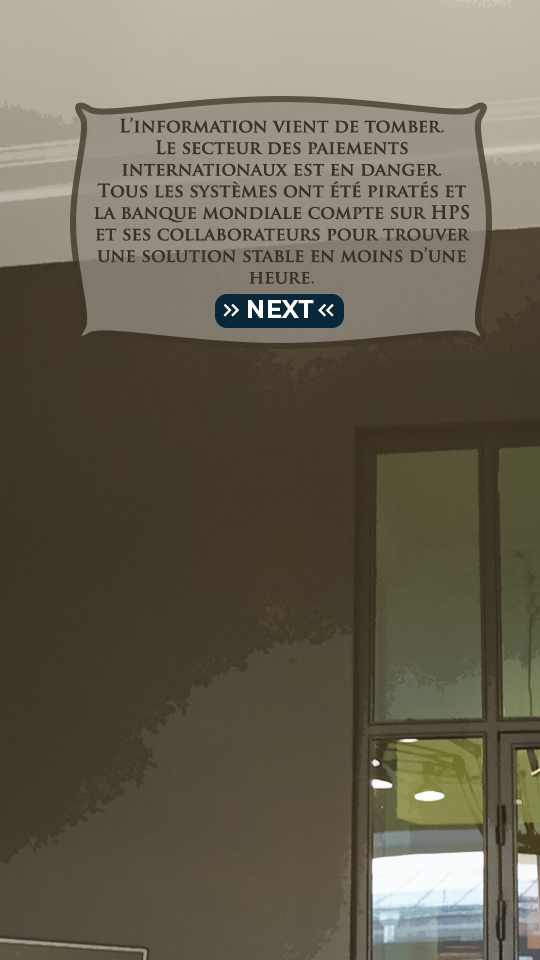 L'information vient de tomber.
Le secteur des paiements
internationaux est en danger.
Tous les systèmes ont été piratés et
la banque mondiale compte sur HPS
et ses collaborateurs pour trouver
une solution stable en moins d'une
heure.
>> NEXT <<